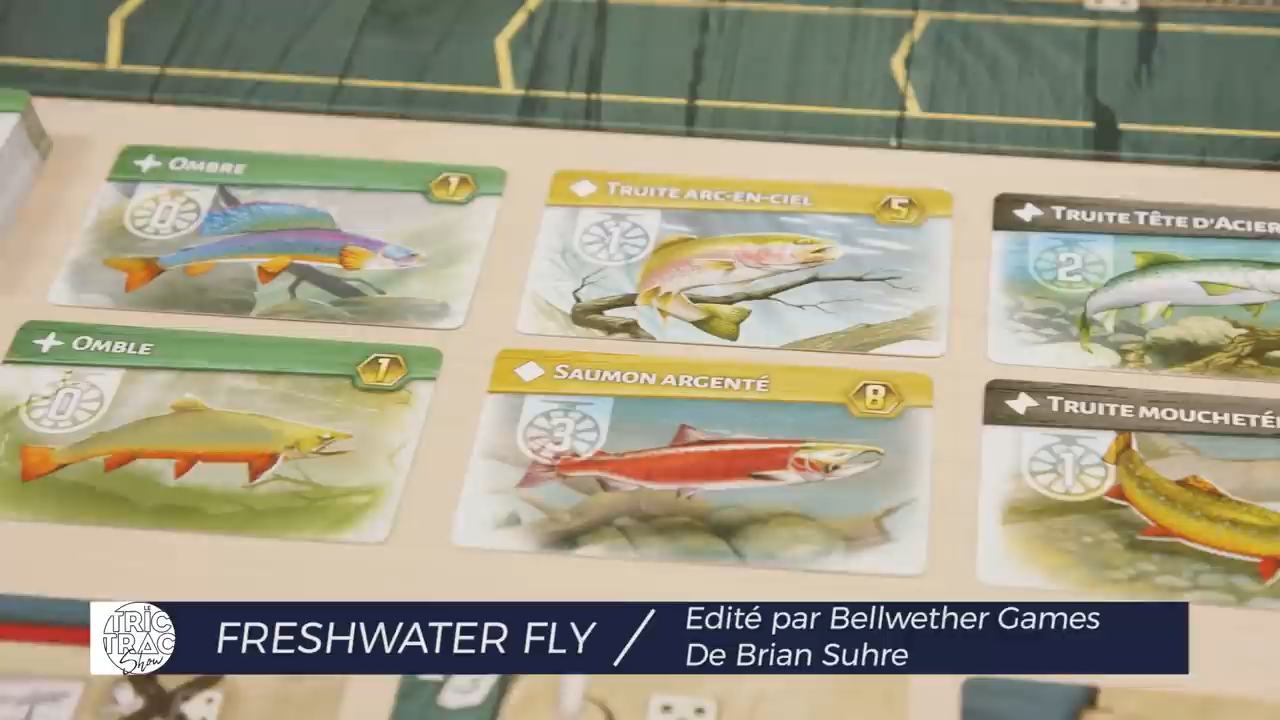 OMBRE
1
0
TRUITE ARC-EN-CIEL
5
1
TRUITE TÊTE D'ACIER
2
OMBLE
1
0
SAUMON ARGENTÉ
8
3
TRUITE MOUCHETÉE
1
TRIC
TRAC
Show
FRESHWATER FLY
Edité par Bellwether Games
De Brian Suhre